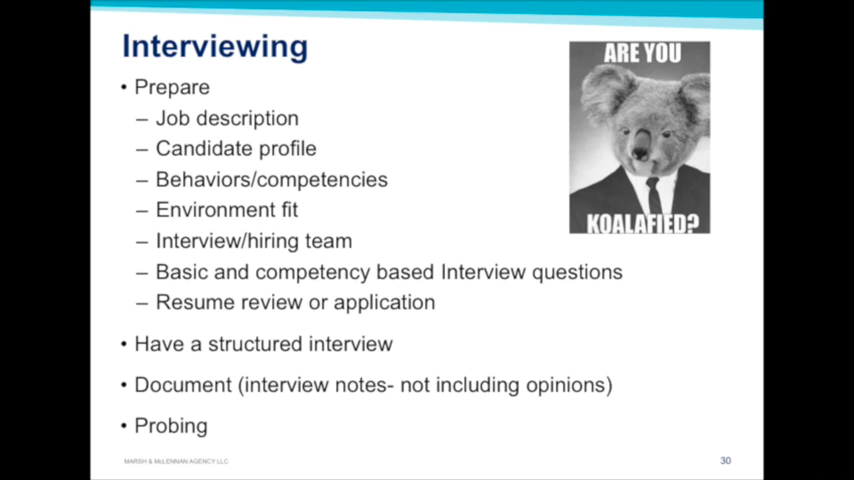 Interviewing
ARE YOU
KOALAFIED?
• Prepare
– Job description
– Candidate profile
– Behaviors/competencies
– Environment fit
– Interview/hiring team
– Basic and competency based Interview questions
– Resume review or application
• Have a structured interview
• Document (interview notes- not including opinions)
• Probing
MARSH & McLENNAN AGENCY LLC
30